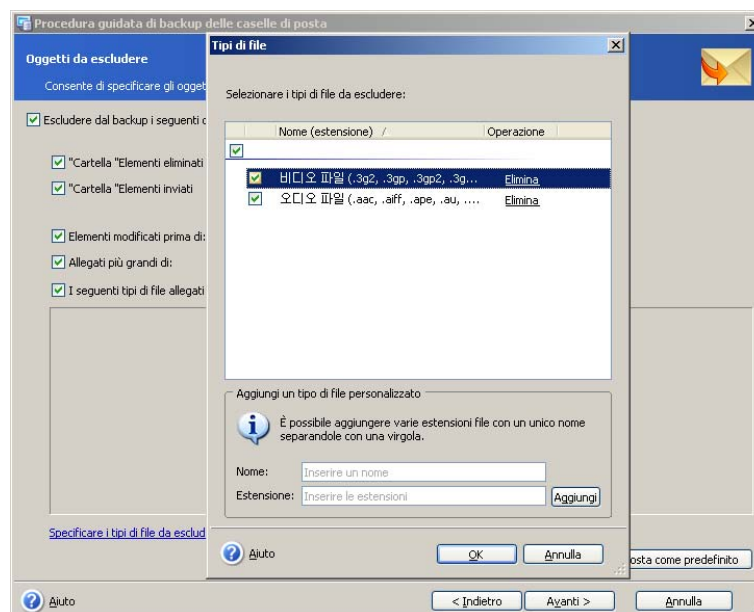 Procedura guidata di backup delle caselle di posta
Oggetti da escludere
Consente di specificare gli ogget
Escludere dal backup i seguenti
"Cartella "Elementi eliminati
"Cartella "Elementi inviati
Elementi modificati prima di:
Allegati più grandi di:
I seguenti tipi di file allegati
Specificare i tipi di file da esclud
Tipi di file
Selezionare i tipi di file da escludere:
Nome (estensione) / Operazione
비디오 파일 (.3g2, .3gp, .3gp2, .3g... Elimina
오디오 파일 (.aac, .aiff, .ape, .au, .... Elimina
Aggiungi un tipo di file personalizzato
È possibile aggiungere varie estensioni file con un unico nome
separandole con una virgola.
Nome: Inserire un nome
Estensione: Inserire le estensioni Aggiungi
Aiuto OK Annulla
osta come predefinito
Aiuto < Indietro Avanti > Annulla